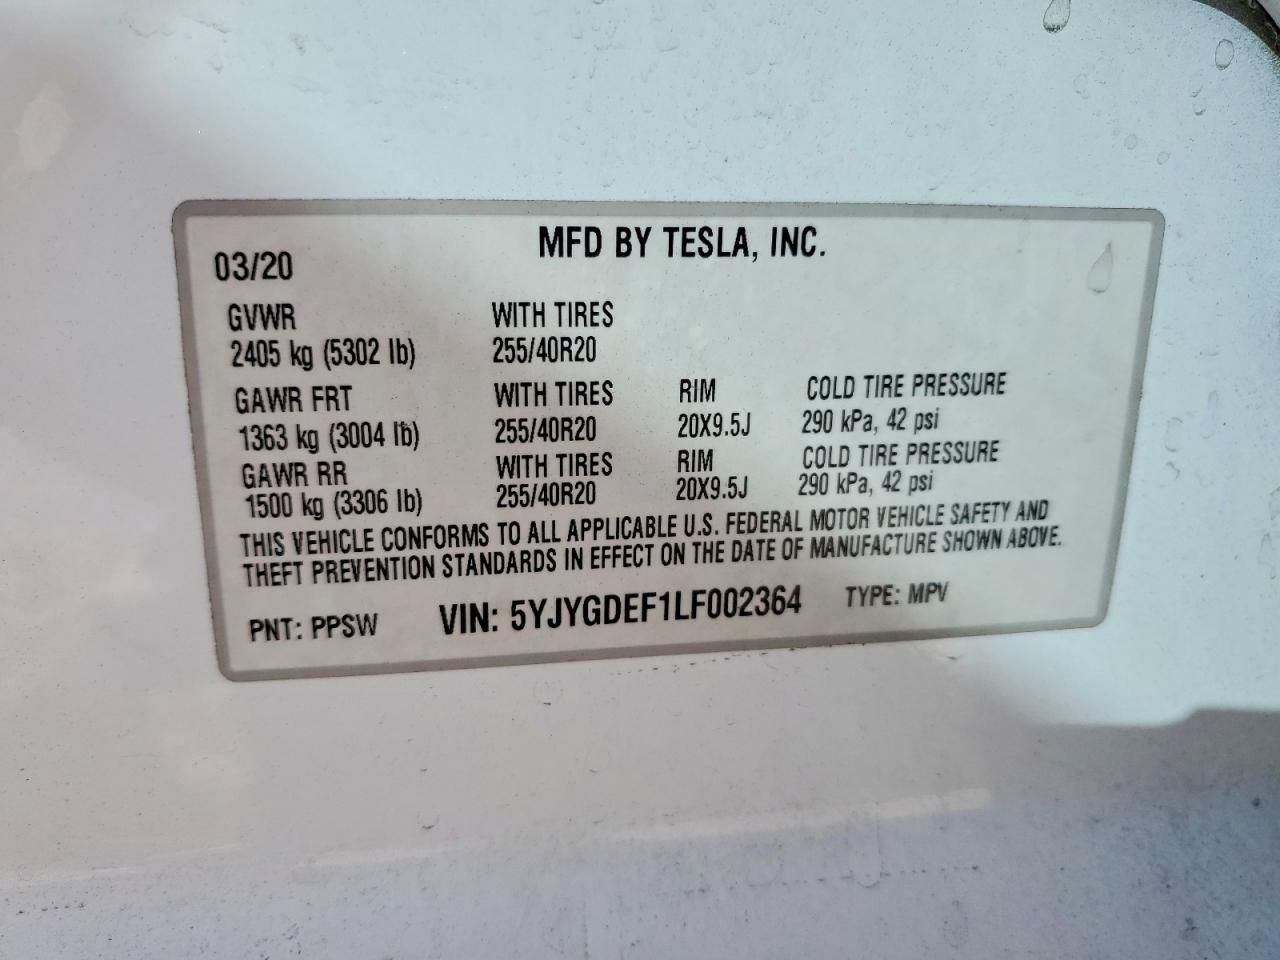 MFD BY TESLA, INC.
03/20
GVWR WITH TIRES
2405 kg (5302 lb) 255/40R20
GAWR FRT WITH TIRES RIM COLD TIRE PRESSURE
1363 kg (3004 lb) 255/40R20 20X9.5J 290 kPa, 42 psi
GAWR RR WITH TIRES RIM COLD TIRE PRESSURE
1500 kg (3306 lb) 255/40R20 20X9.5J 290 kPa, 42 psi
THIS VEHICLE CONFORMS TO ALL APPLICABLE U.S. FEDERAL MOTOR VEHICLE SAFETY AND
THEFT PREVENTION STANDARDS IN EFFECT ON THE DATE OF MANUFACTURE SHOWN ABOVE.
PNT: PPSW VIN: 5YJYGDEF1LF002364 TYPE: MPV